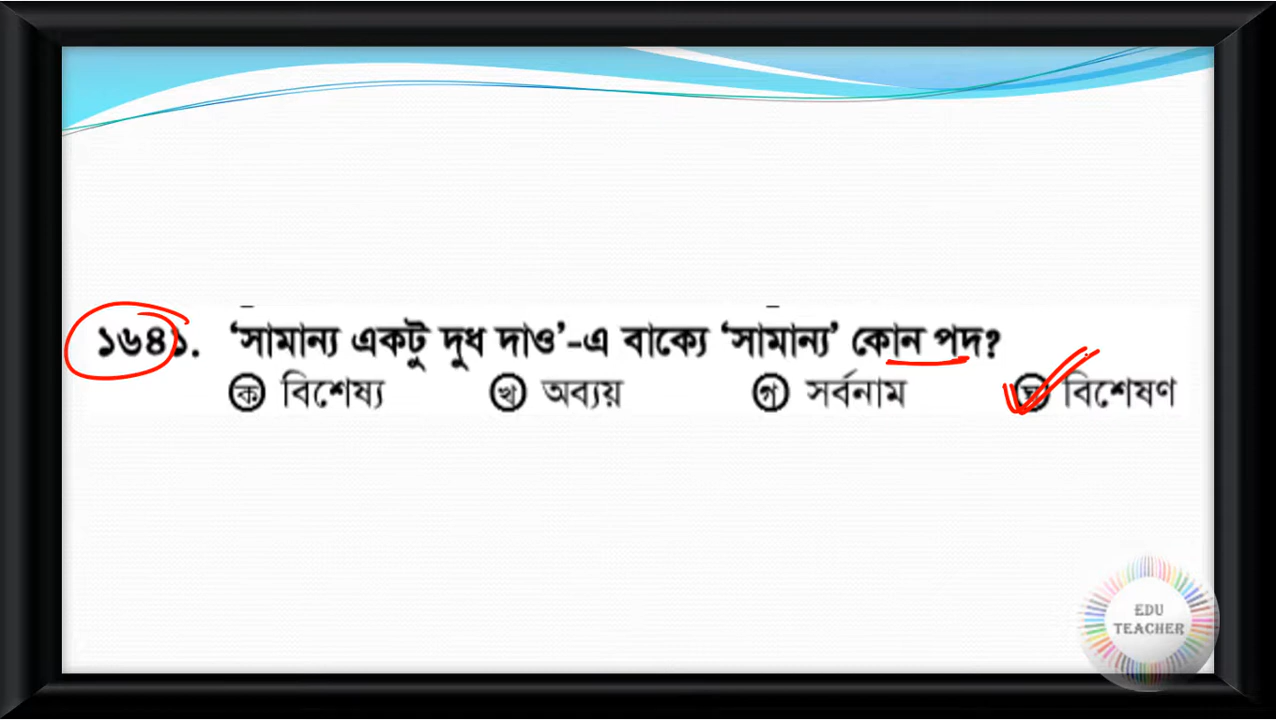 ১৬৪১. ‘সামান্য একটু দুধ দাও’-এ বাক্যে ‘সামান্য’ কোন পদ?
ক বিশেষ্য খ অব্যয় গ সর্বনাম ঘ বিশেষণ
EDU
TEACHER